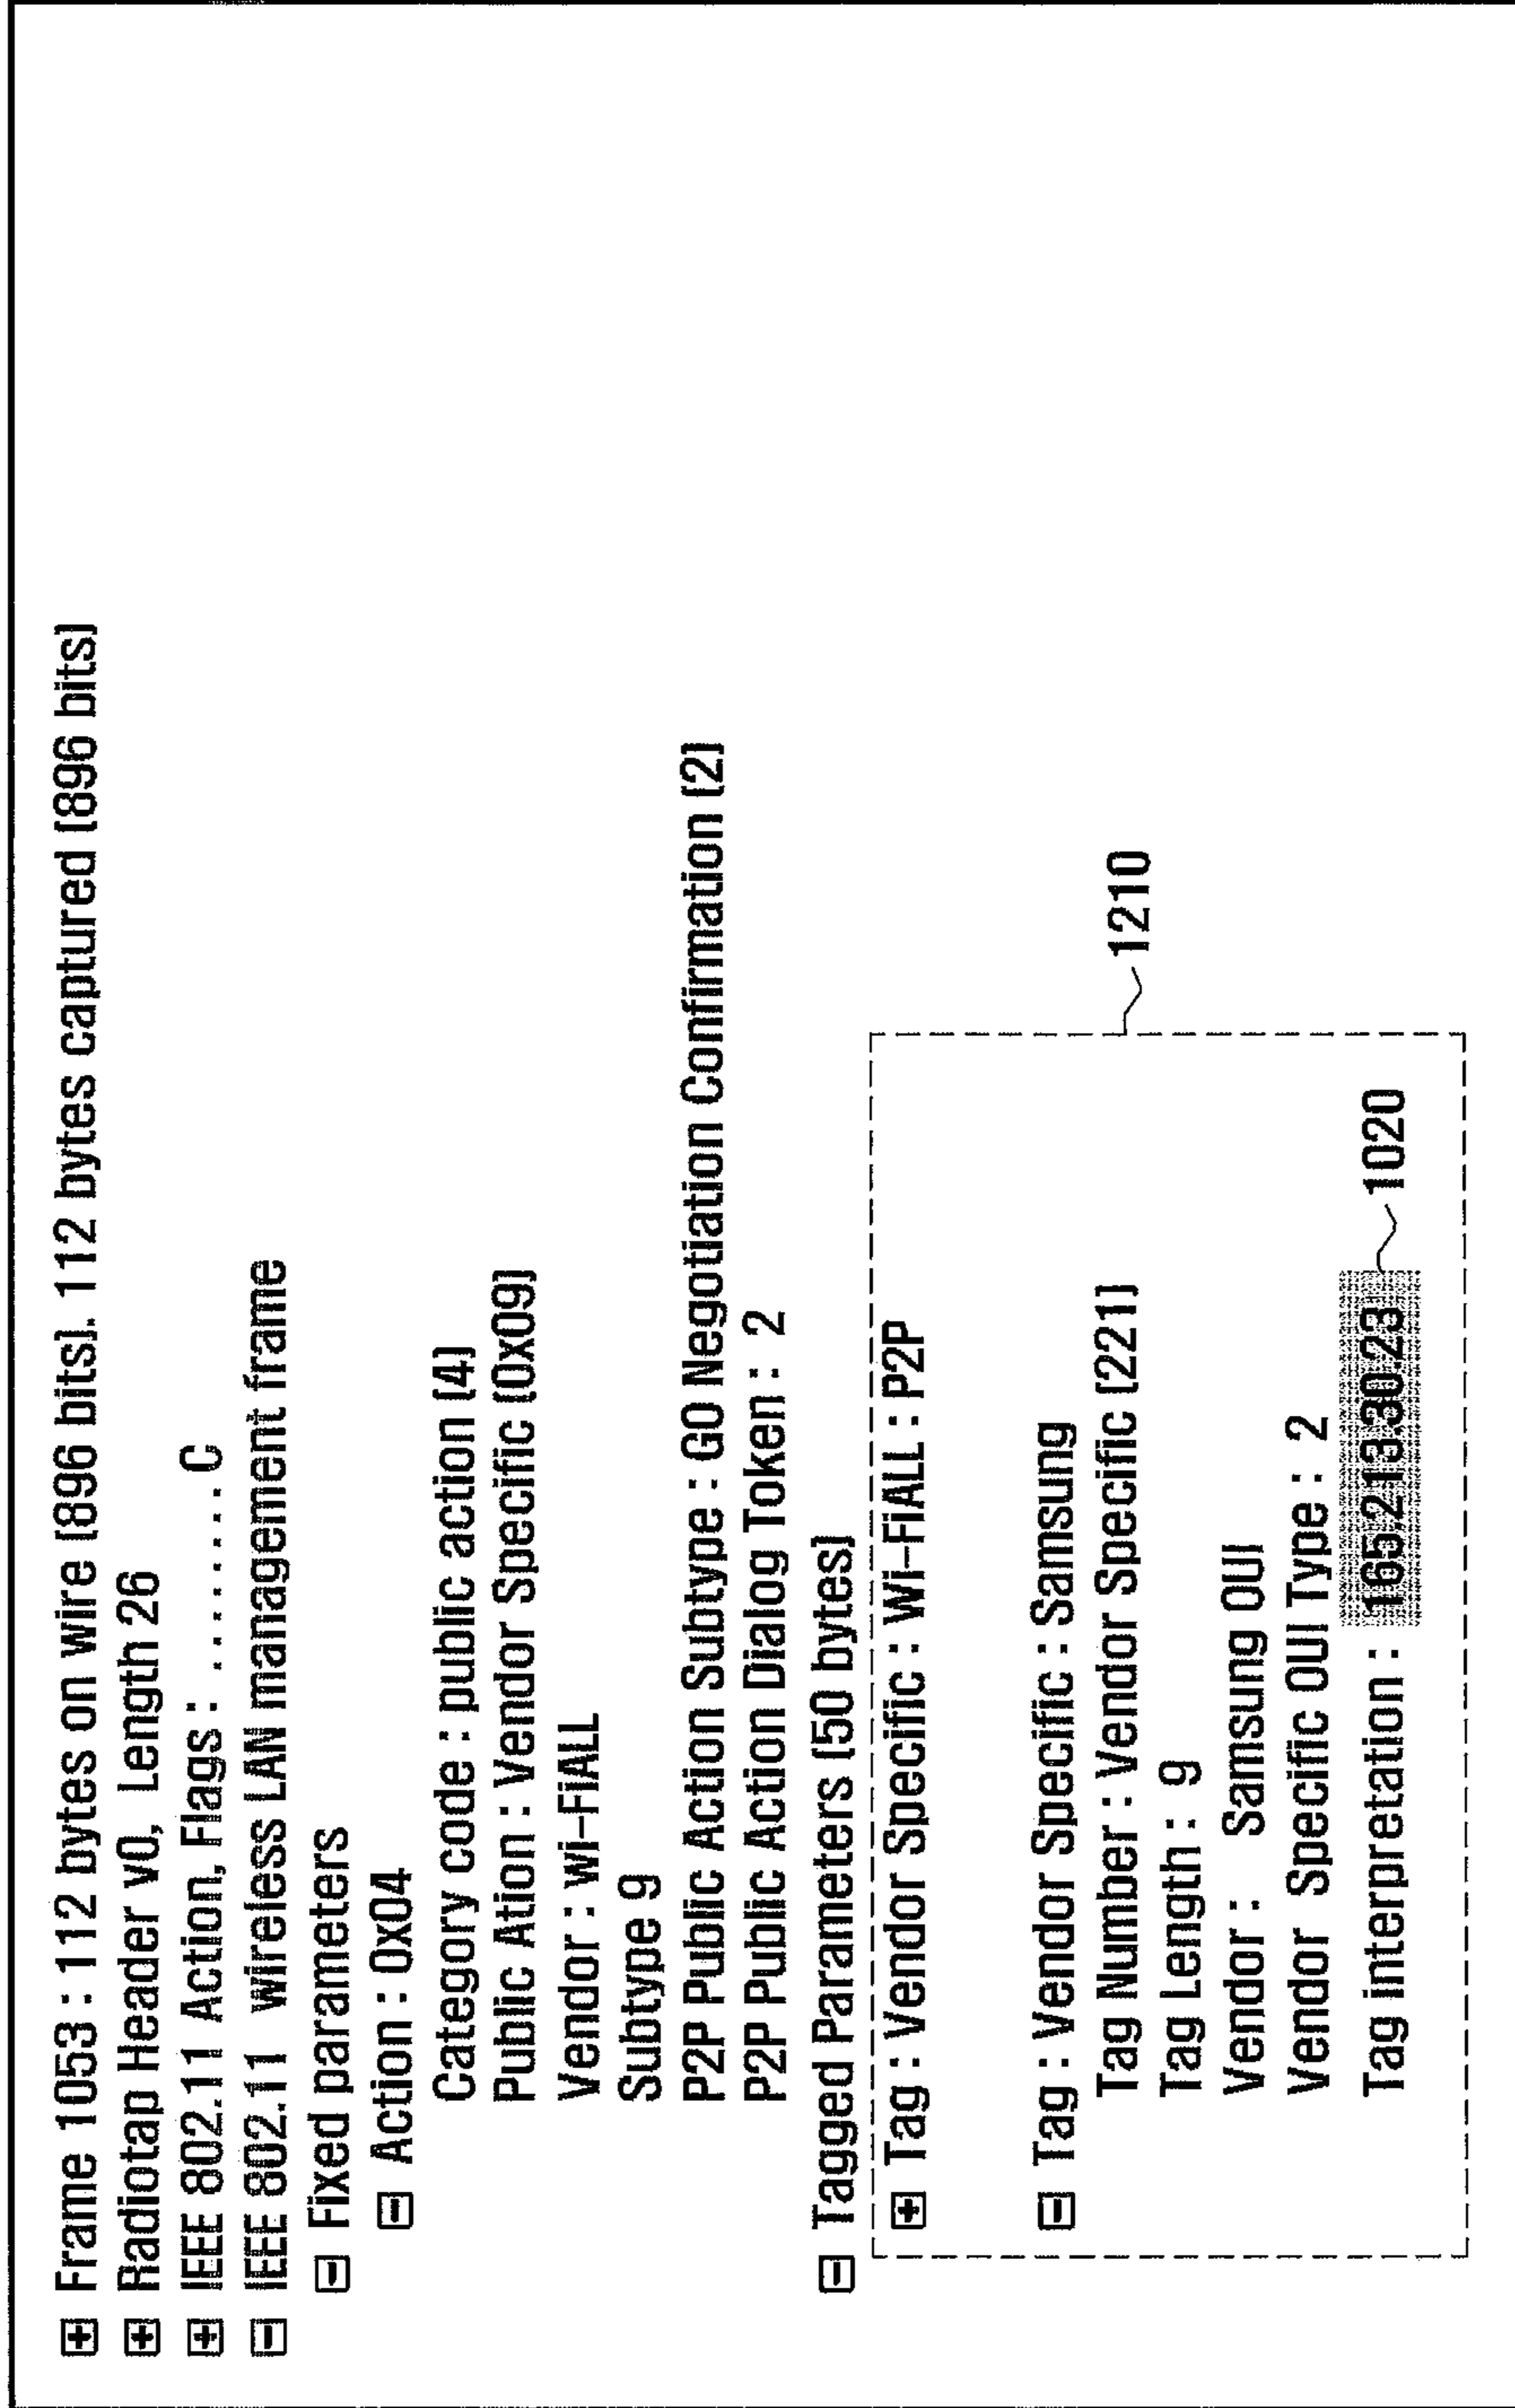 Frame 1053 : 112 bytes on wire (896 bits). 112 bytes captured (896 bits)
Radiotap Header v0, Length 26
IEEE 802.11 Action, Flags : ........ C
IEEE 802.11 wireless LAN management frame
Fixed parameters
Action : 0x04
Category code : public action (4)
Public Ation : Vendor Specific (0x09)
Vendor : Wi-FiALL
Subtype 9
P2P Public Action Subtype : GO Negotiation Confirmation (2)
P2P Public Action Dialog Token : 2
Tagged Parameters (50 bytes)
Tag : Vendor Specific : Wi-FiALL : P2P
1210
Tag : Vendor Specific : Samsung
Tag Number : Vendor Specific (221)
Tag Length : 9
Vendor : Samsung OUI
Vendor Specific OUI Type : 2
Tag interpretation : 165.213.30.23 1020